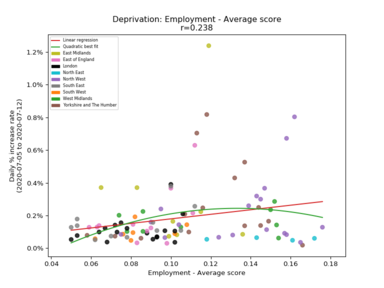 Deprivation: Employment - Average score
r=0.238
Daily % increase rate
(2020-07-05 to 2020-07-12)
1.2%
1.0%
0.8%
0.6%
0.4%
0.2%
0.0%
Linear regression
Quadratic best fit
East Midlands
East of England
London
North East
North West
South East
South West
West Midlands
Yorkshire and The Humber
0.04 0.06 0.08 0.10 0.12 0.14 0.16 0.18
Employment - Average score